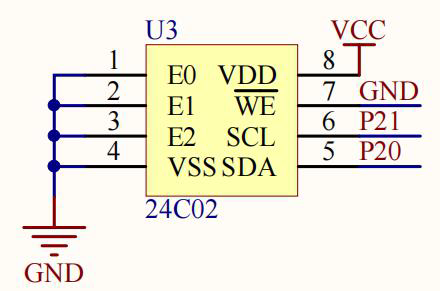 U3
VCC
1 E0 VDD 8
2 E1 WE 7 GND
3 E2 SCL 6 P21
4 VSS SDA 5 P20
24C02
GND